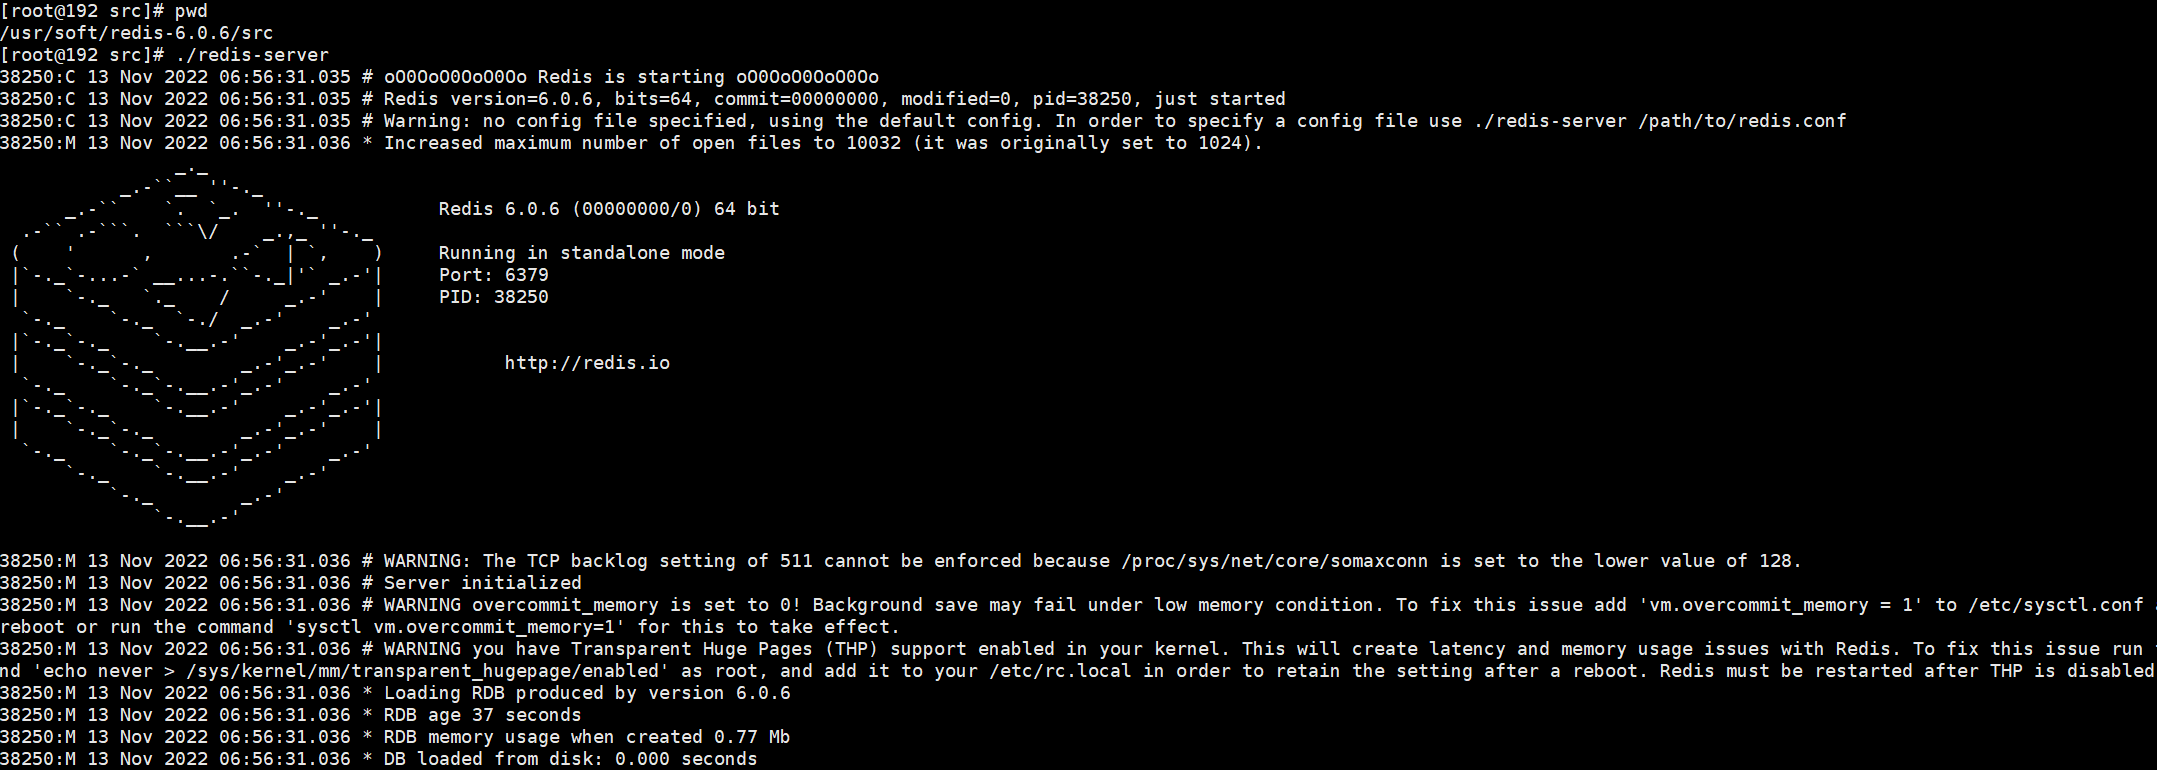 [root@192 src]# pwd
/usr/soft/redis-6.0.6/src
[root@192 src]# ./redis-server
38250:C 13 Nov 2022 06:56:31.035 # oO0OoO0OoO0Oo Redis is starting oO0OoO0OoO0Oo
38250:C 13 Nov 2022 06:56:31.035 # Redis version=6.0.6, bits=64, commit=00000000, modified=0, pid=38250, just started
38250:C 13 Nov 2022 06:56:31.035 # Warning: no config file specified, using the default config. In order to specify a config file use ./redis-server /path/to/redis.conf
38250:M 13 Nov 2022 06:56:31.036 * Increased maximum number of open files to 10032 (it was originally set to 1024).
Redis 6.0.6 (00000000/0) 64 bit
Running in standalone mode
Port: 6379
PID: 38250
http://redis.io
38250:M 13 Nov 2022 06:56:31.036 # WARNING: The TCP backlog setting of 511 cannot be enforced because /proc/sys/net/core/somaxconn is set to the lower value of 128.
38250:M 13 Nov 2022 06:56:31.036 # Server initialized
38250:M 13 Nov 2022 06:56:31.036 # WARNING overcommit_memory is set to 0! Background save may fail under low memory condition. To fix this issue add 'vm.overcommit_memory = 1' to /etc/sysctl.conf
reboot or run the command 'sysctl vm.overcommit_memory=1' for this to take effect.
38250:M 13 Nov 2022 06:56:31.036 # WARNING you have Transparent Huge Pages (THP) support enabled in your kernel. This will create latency and memory usage issues with Redis. To fix this issue run
nd 'echo never > /sys/kernel/mm/transparent_hugepage/enabled' as root, and add it to your /etc/rc.local in order to retain the setting after a reboot. Redis must be restarted after THP is disabled
38250:M 13 Nov 2022 06:56:31.036 * Loading RDB produced by version 6.0.6
38250:M 13 Nov 2022 06:56:31.036 * RDB age 37 seconds
38250:M 13 Nov 2022 06:56:31.036 * RDB memory usage when created 0.77 Mb
38250:M 13 Nov 2022 06:56:31.036 * DB loaded from disk: 0.000 seconds